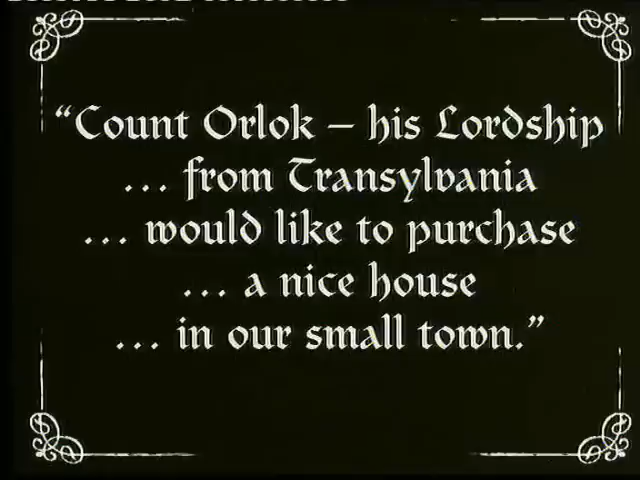 “Count Orlok – his Lordship
... from Transylvania
... would like to purchase
... a nice house
... in our small town.”